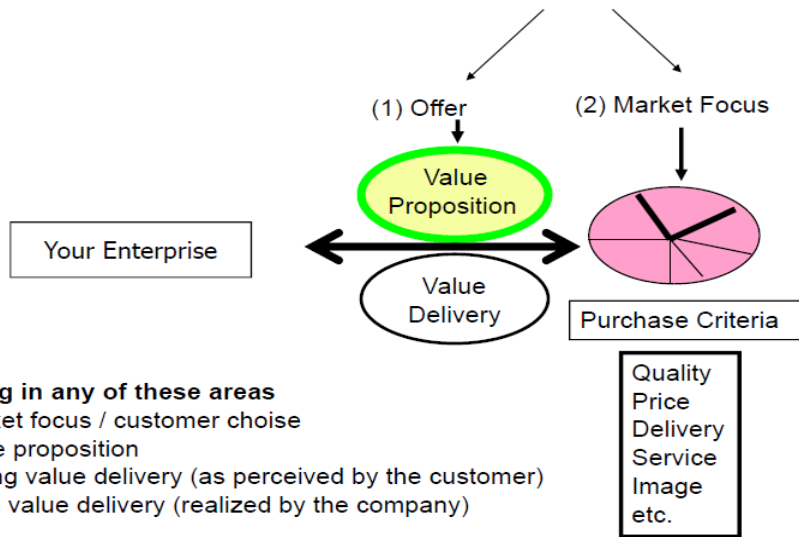 (1) Offer
(2) Market Focus
Value
Proposition
Your Enterprise
Value
Delivery
Purchase Criteria
Quality
Price
Delivery
Service
Image
etc.
in any of these areas
focus / customer choise
proposition
value delivery (as perceived by the customer)
value delivery (realized by the company)